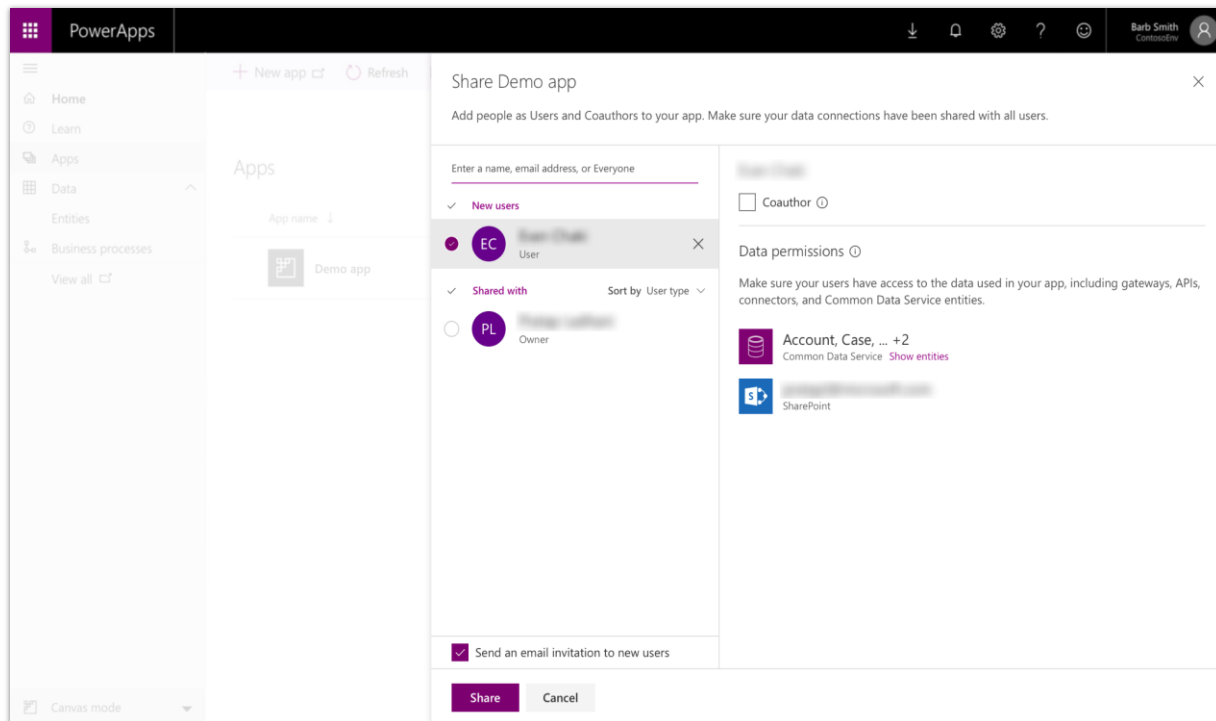 PowerApps
Barb Smith
ContosoEnv
Home
Learn
Apps
Data
Entities
Business processes
View all
Canvas mode
New app
Refresh
Apps
App name
Demo app
Share Demo app
Add people as Users and Coauthors to your app. Make sure your data connections have been shared with all users.
Enter a name, email address, or Everyone
New users
EC
User
Shared with
Sort by User type
PL
Owner
Send an email invitation to new users
Share
Cancel
Coauthor
Data permissions
Make sure your users have access to the data used in your app, including gateways, APIs,
connectors, and Common Data Service entities.
Account, Case, ... +2
Common Data Service Show entities
S
SharePoint